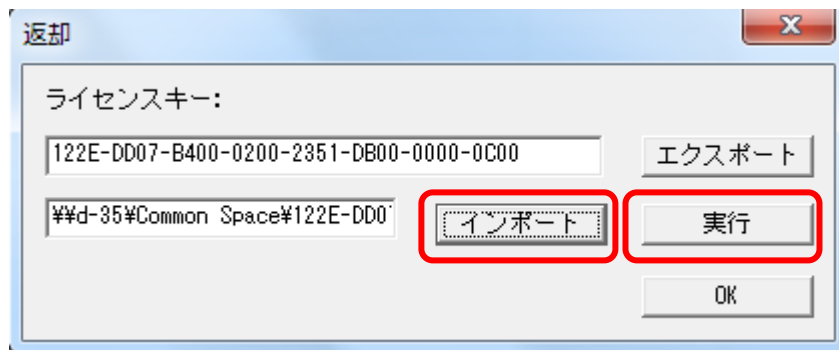 返却
ライセンスキー:
122E-DD07-B400-0200-2351-DB00-0000-0C00
エクスポート
¥¥d-35¥Common Space¥122E-DD0
インポート
実行
OK